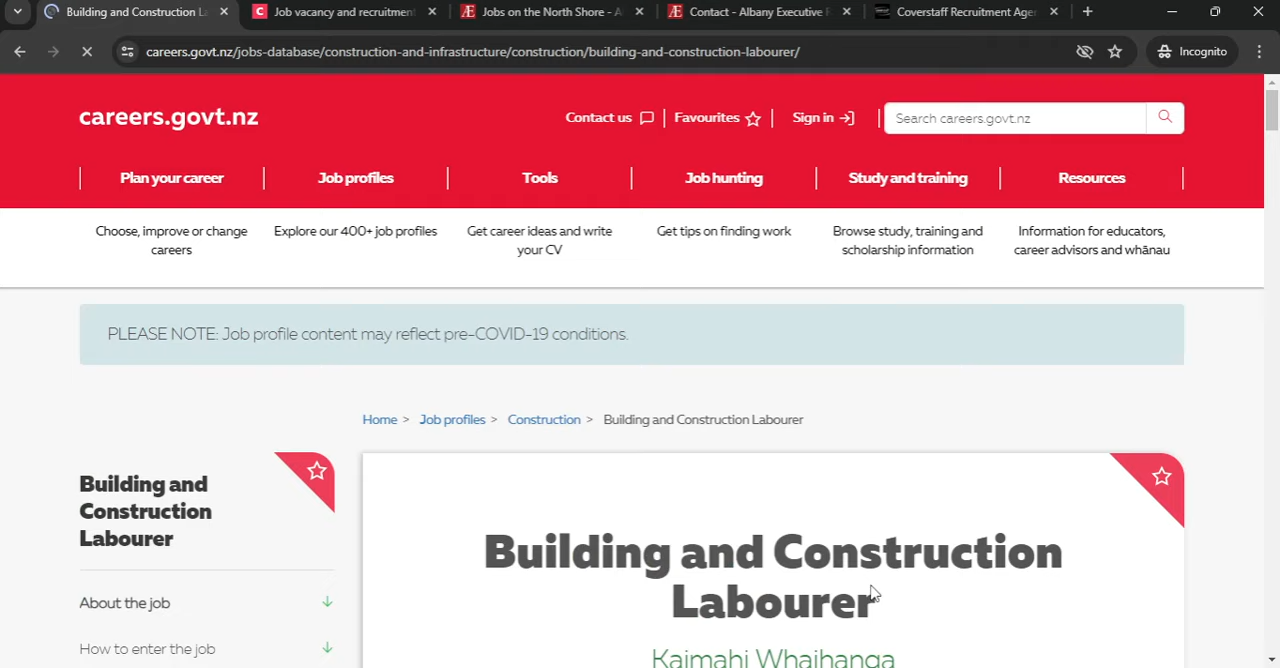 Building and Construction La
Job vacancy and recruitment
Jobs on the North Shore - A
Contact - Albany Executive R
Coverstaff Recruitment Agen
careers.govt.nz/jobs-database/construction-and-infrastructure/construction/building-and-construction-labourer/
Incognito
careers.govt.nz
Contact us
Favourites
Sign in
Search careers.govt.nz
Plan your career
Job profiles
Tools
Job hunting
Study and training
Resources
Choose, improve or change
careers
Explore our 400+ job profiles
Get career ideas and write
your CV
Get tips on finding work
Browse study, training and
scholarship information
Information for educators,
career advisors and whānau
PLEASE NOTE: Job profile content may reflect pre-COVID-19 conditions.
Home > Job profiles > Construction > Building and Construction Labourer
Building and
Construction
Labourer
About the job
How to enter the job
Building and Construction
Labourer
Kaimahi Whaihanga